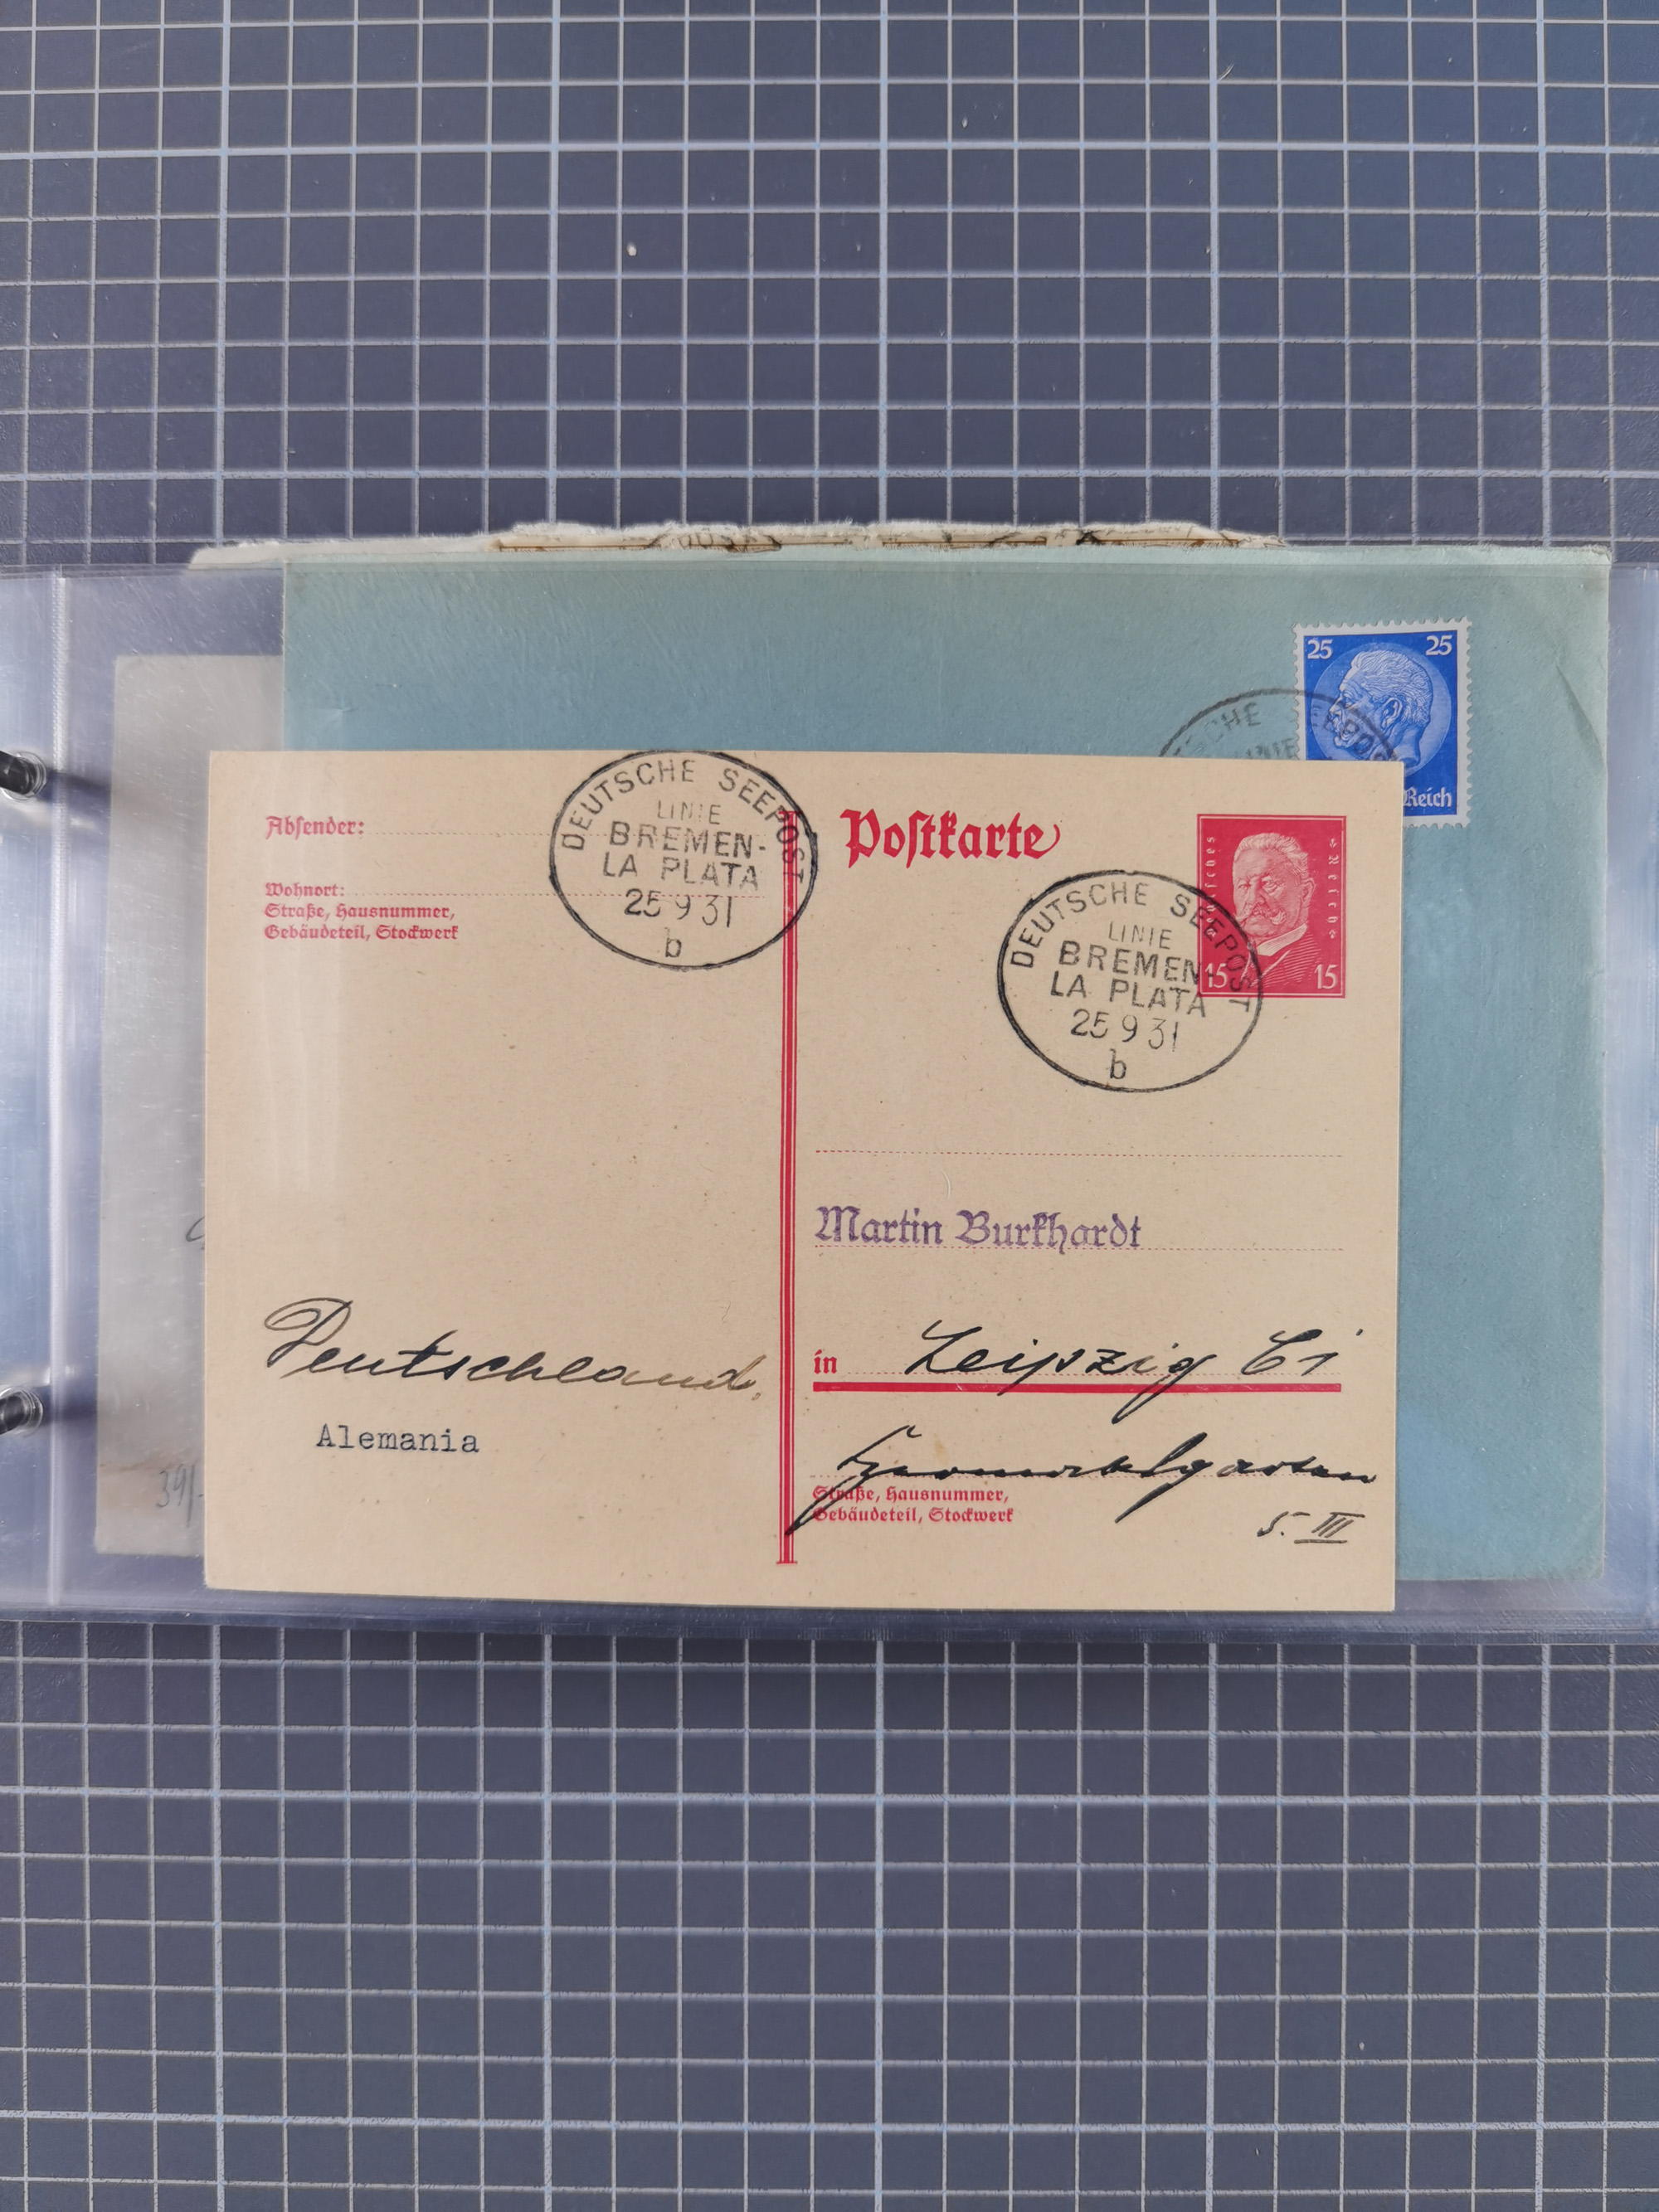 25 25
SEEPOS
Reich
DEUTSCHE SEEPOST
LINIE
BREMEN-
LA PLATA
25 9 31
b
Absender:
Wohnort:
Straße, Hausnummer,
Gebäudeteil, Stockwerk
Postkarte
Reich
15 15
DEUTSCHE SEEPOST
LINIE
BREMEN-
LA PLATA
25 9 31
b
Martin Burkhardt
Deutschland,
Alemania
in Leipzig C1
Straße, Hausnummer,
Gebäudeteil, Stockwerk
5. III
39/-